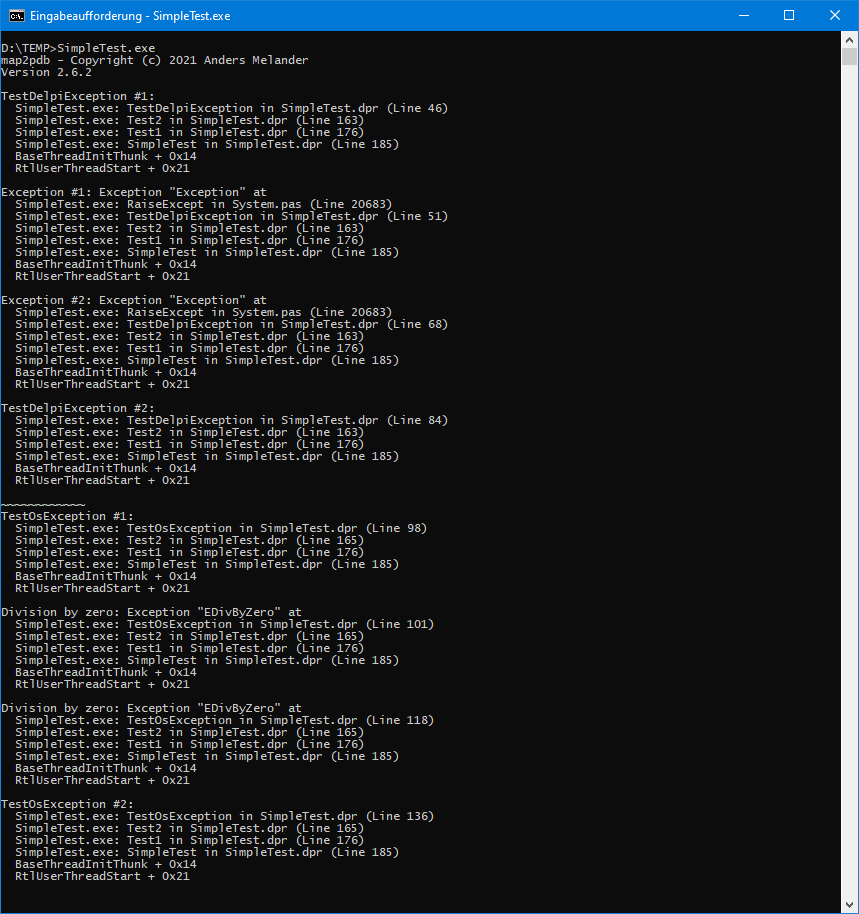 Eingabeaufforderung - SimpleTest.exe
D:\TEMP>SimpleTest.exe
map2pdb - Copyright (c) 2021 Anders Melander
Version 2.6.2
TestDelpiException #1:
SimpleTest.exe: TestDelpiException in SimpleTest.dpr (Line 46)
SimpleTest.exe: Test2 in SimpleTest.dpr (Line 163)
SimpleTest.exe: Test1 in SimpleTest.dpr (Line 176)
SimpleTest.exe: SimpleTest in SimpleTest.dpr (Line 185)
BaseThreadInitThunk + 0x14
RtlUserThreadStart + 0x21
Exception #1: Exception "Exception" at
SimpleTest.exe: RaiseExcept in System.pas (Line 20683)
SimpleTest.exe: TestDelpiException in SimpleTest.dpr (Line 51)
SimpleTest.exe: Test2 in SimpleTest.dpr (Line 163)
SimpleTest.exe: Test1 in SimpleTest.dpr (Line 176)
SimpleTest.exe: SimpleTest in SimpleTest.dpr (Line 185)
BaseThreadInitThunk + 0x14
RtlUserThreadStart + 0x21
Exception #2: Exception "Exception" at
SimpleTest.exe: RaiseExcept in System.pas (Line 20683)
SimpleTest.exe: TestDelpiException in SimpleTest.dpr (Line 68)
SimpleTest.exe: Test2 in SimpleTest.dpr (Line 163)
SimpleTest.exe: Test1 in SimpleTest.dpr (Line 176)
SimpleTest.exe: SimpleTest in SimpleTest.dpr (Line 185)
BaseThreadInitThunk + 0x14
RtlUserThreadStart + 0x21
TestDelpiException #2:
SimpleTest.exe: TestDelpiException in SimpleTest.dpr (Line 84)
SimpleTest.exe: Test2 in SimpleTest.dpr (Line 163)
SimpleTest.exe: Test1 in SimpleTest.dpr (Line 176)
SimpleTest.exe: SimpleTest in SimpleTest.dpr (Line 185)
BaseThreadInitThunk + 0x14
RtlUserThreadStart + 0x21
~~~~~~~~~~~~
TestOsException #1:
SimpleTest.exe: TestOsException in SimpleTest.dpr (Line 98)
SimpleTest.exe: Test2 in SimpleTest.dpr (Line 165)
SimpleTest.exe: Test1 in SimpleTest.dpr (Line 176)
SimpleTest.exe: SimpleTest in SimpleTest.dpr (Line 185)
BaseThreadInitThunk + 0x14
RtlUserThreadStart + 0x21
Division by zero: Exception "EDivByZero" at
SimpleTest.exe: TestOsException in SimpleTest.dpr (Line 101)
SimpleTest.exe: Test2 in SimpleTest.dpr (Line 165)
SimpleTest.exe: Test1 in SimpleTest.dpr (Line 176)
SimpleTest.exe: SimpleTest in SimpleTest.dpr (Line 185)
BaseThreadInitThunk + 0x14
RtlUserThreadStart + 0x21
Division by zero: Exception "EDivByZero" at
SimpleTest.exe: TestOsException in SimpleTest.dpr (Line 118)
SimpleTest.exe: Test2 in SimpleTest.dpr (Line 165)
SimpleTest.exe: Test1 in SimpleTest.dpr (Line 176)
SimpleTest.exe: SimpleTest in SimpleTest.dpr (Line 185)
BaseThreadInitThunk + 0x14
RtlUserThreadStart + 0x21
TestOsException #2:
SimpleTest.exe: TestOsException in SimpleTest.dpr (Line 136)
SimpleTest.exe: Test2 in SimpleTest.dpr (Line 165)
SimpleTest.exe: Test1 in SimpleTest.dpr (Line 176)
SimpleTest.exe: SimpleTest in SimpleTest.dpr (Line 185)
BaseThreadInitThunk + 0x14
RtlUserThreadStart + 0x21